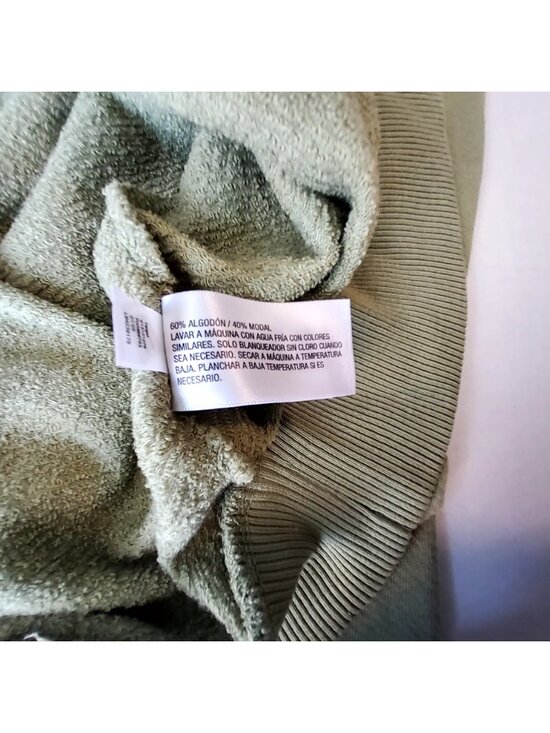 60% ALGODÓN / 40% MODAL
LAVAR A MÁQUINA CON AGUA FRÍA CON COLORES
SIMILARES. SOLO BLANQUEADOR SIN CLORO CUANDO
SEA NECESARIO. SECAR A MÁQUINA A TEMPERATURA
BAJA. PLANCHAR A BAJA TEMPERATURA SI ES
NECESARIO.